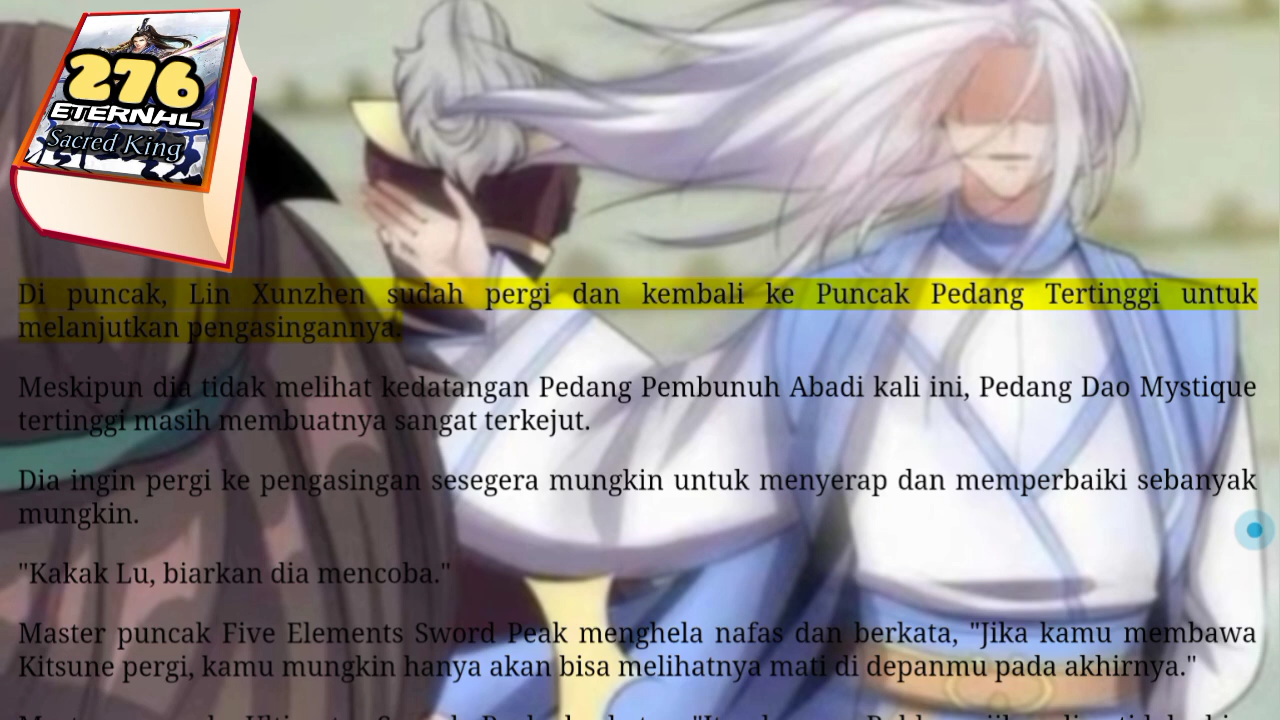 276
ETERNAL
Sacred King
Di puncak, Lin Xunzhen sudah pergi dan kembali ke Puncak Pedang Tertinggi untuk
melanjutkan pengasingannya.
Meskipun dia tidak melihat kedatangan Pedang Pembunuh Abadi kali ini, Pedang Dao Mystique
tertinggi masih membuatnya sangat terkejut.
Dia ingin pergi ke pengasingan sesegera mungkin untuk menyerap dan memperbaiki sebanyak
mungkin.
"Kakak Lu, biarkan dia mencoba."
Master puncak Five Elements Sword Peak menghela nafas dan berkata, "Jika kamu membawa
Kitsune pergi, kamu mungkin hanya akan bisa melihatnya mati di depanmu pada akhirnya."